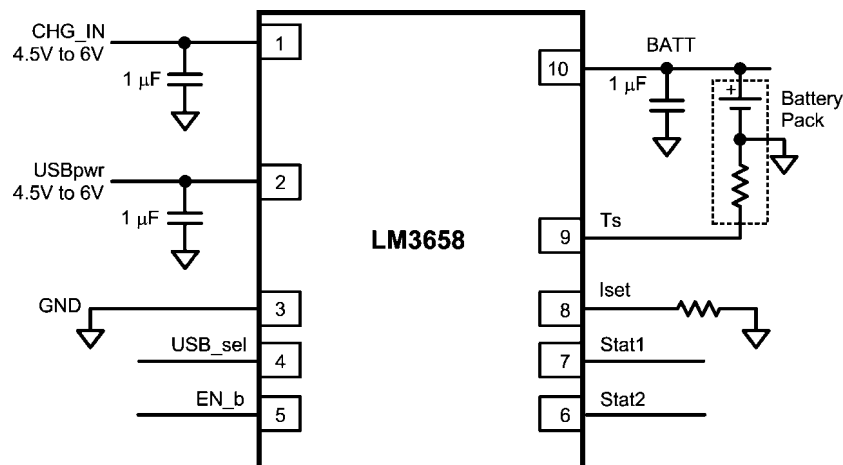 CHG_IN
4.5V to 6V
1
1 μF
USBpwr
4.5V to 6V
2
1 μF
GND
3
USB_sel
4
EN_b
5
LM3658
10
BATT
1 μF
+
Battery
Pack
9
Ts
8
Iset
7
Stat1
6
Stat2